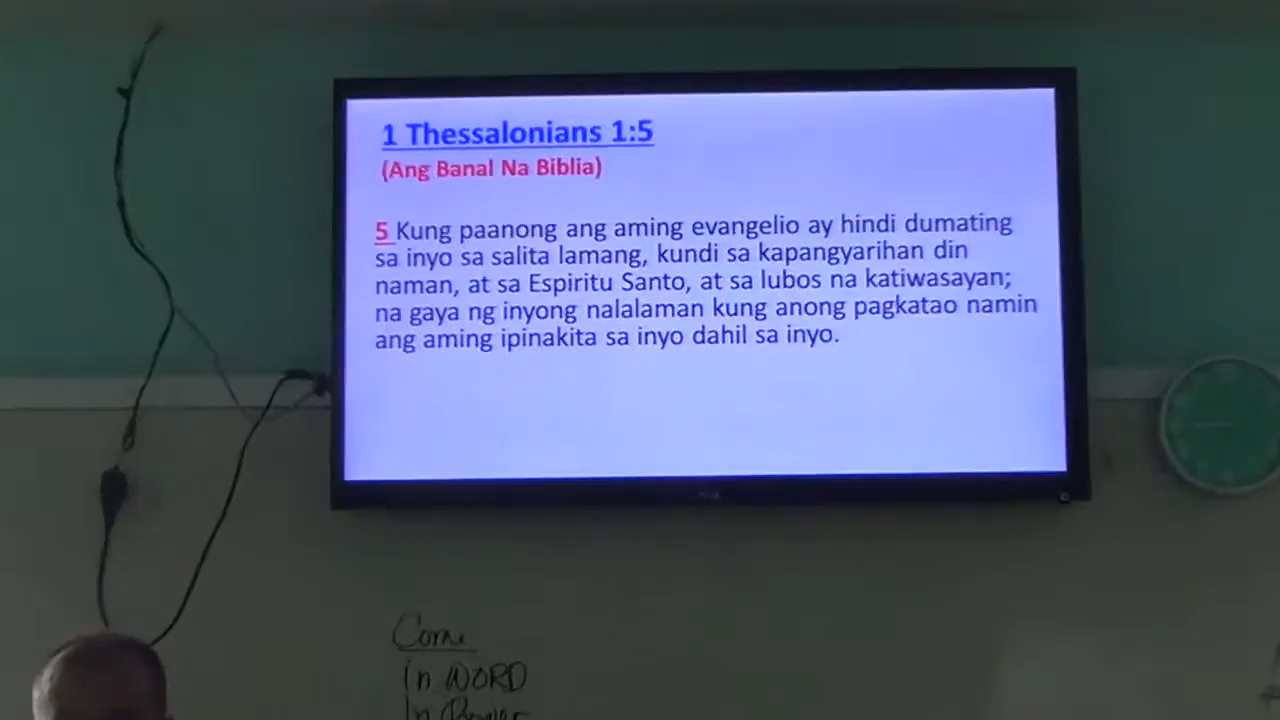 1 Thessalonians 1:5
(Ang Banal Na Biblia)
5 Kung paanong ang aming evangelio ay hindi dumating
sa inyo sa salita lamang, kundi sa kapangyarihan din
naman, at sa Espiritu Santo, at sa lubos na katiwasayan;
na gaya ng inyong nalalaman kung anong pagkatao namin
ang aming ipinakita sa inyo dahil sa inyo.
Come
in WORD
In Power